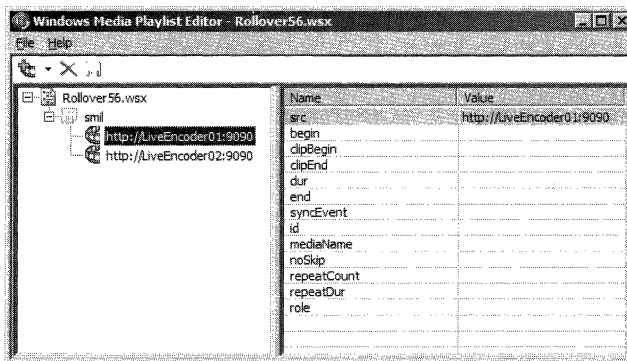 Windows Media Playlist Editor - Rollover56.wsx
File Help
Rollover56.wsx
smil
http://LiveEncoder01:9090
http://LiveEncoder02:9090
Name Value
src http://LiveEncoder01:9090
begin
clipBegin
clipEnd
dur
end
syncEvent
id
mediaName
noSkip
repeatCount
repeatDur
role